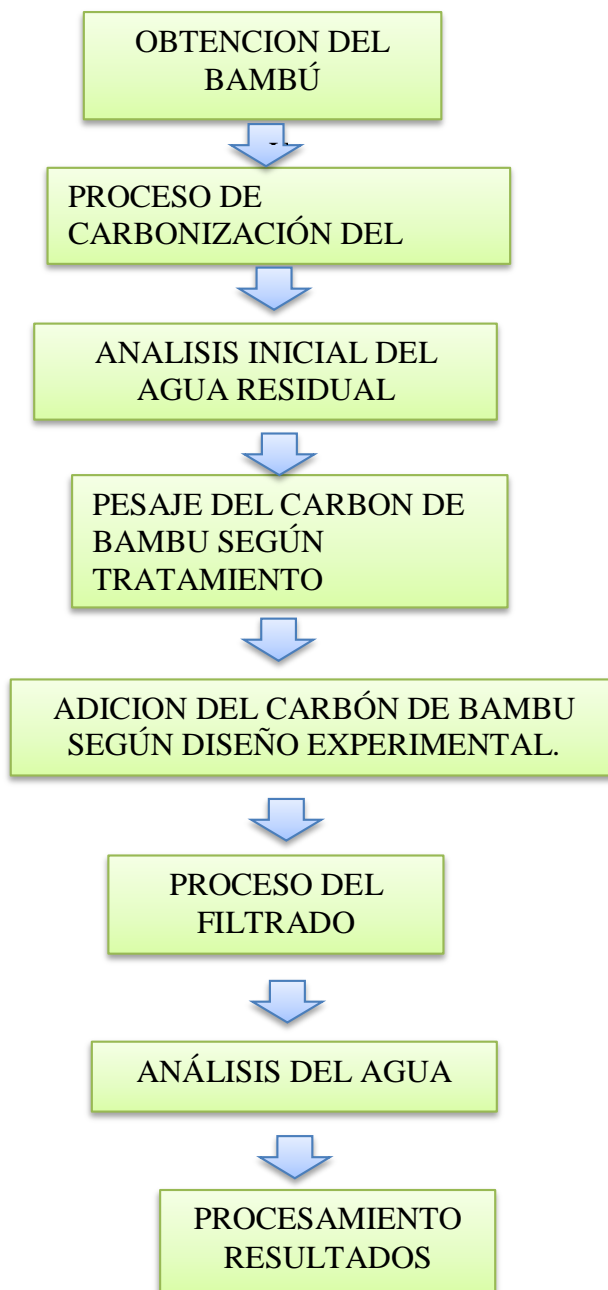 OBTENCION DEL
BAMBÚ
PROCESO DE
CARBONIZACIÓN DEL
ANALISIS INICIAL DEL
AGUA RESIDUAL
PESAJE DEL CARBON DE
BAMBU SEGÚN
TRATAMIENTO
ADICION DEL CARBÓN DE BAMBU
SEGÚN DISEÑO EXPERIMENTAL.
PROCESO DEL
FILTRADO
ANÁLISIS DEL AGUA
PROCESAMIENTO
RESULTADOS